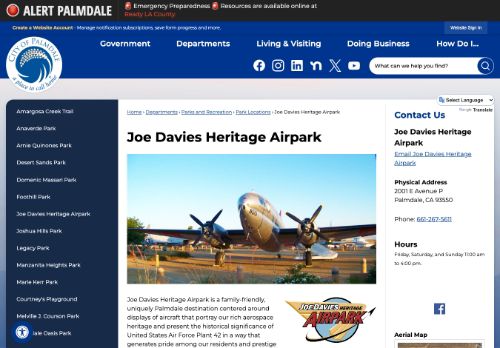 ALERT PALMDALE
🚨 Emergency Preparedness 🚨 Resources are available online at
Ready LA County.
Create a Website Account - Manage notification subscriptions, save form progress and more.
Website Sign In
CITY OF PALMDALE
a place to call home
Government
Departments
Living & Visiting
Doing Business
How Do I...
What can we help you find?
Select Language
Google Translate
Amargosa Creek Trail
Anaverde Park
Arnie Quinones Park
Desert Sands Park
Domenic Massari Park
Foothill Park
Joe Davies Heritage Airpark
Joshua Hills Park
Legacy Park
Manzanita Heights Park
Marie Kerr Park
Courtney's Playground
Melville J. Courson Park
dale Oasis Park
Home › Departments › Parks and Recreation › Park Locations › Joe Davies Heritage Airpark
Joe Davies Heritage Airpark
Joe Davies Heritage Airpark is a family-friendly,
uniquely Palmdale destination centered around
displays of aircraft that portray our rich aerospace
heritage and present the historical significance of
United States Air Force Plant 42 in a way that
generates pride among our residents and prestige
JOE DAVIES HERITAGE
AIRPARK
Contact Us
Joe Davies Heritage
Airpark
Email Joe Davies Heritage
Airpark
Physical Address
2001 E Avenue P
Palmdale, CA 93550
Phone: 661-267-5611
Hours
Friday, Saturday, and Sunday 11:00 am
to 4:00 pm.
Aerial Map